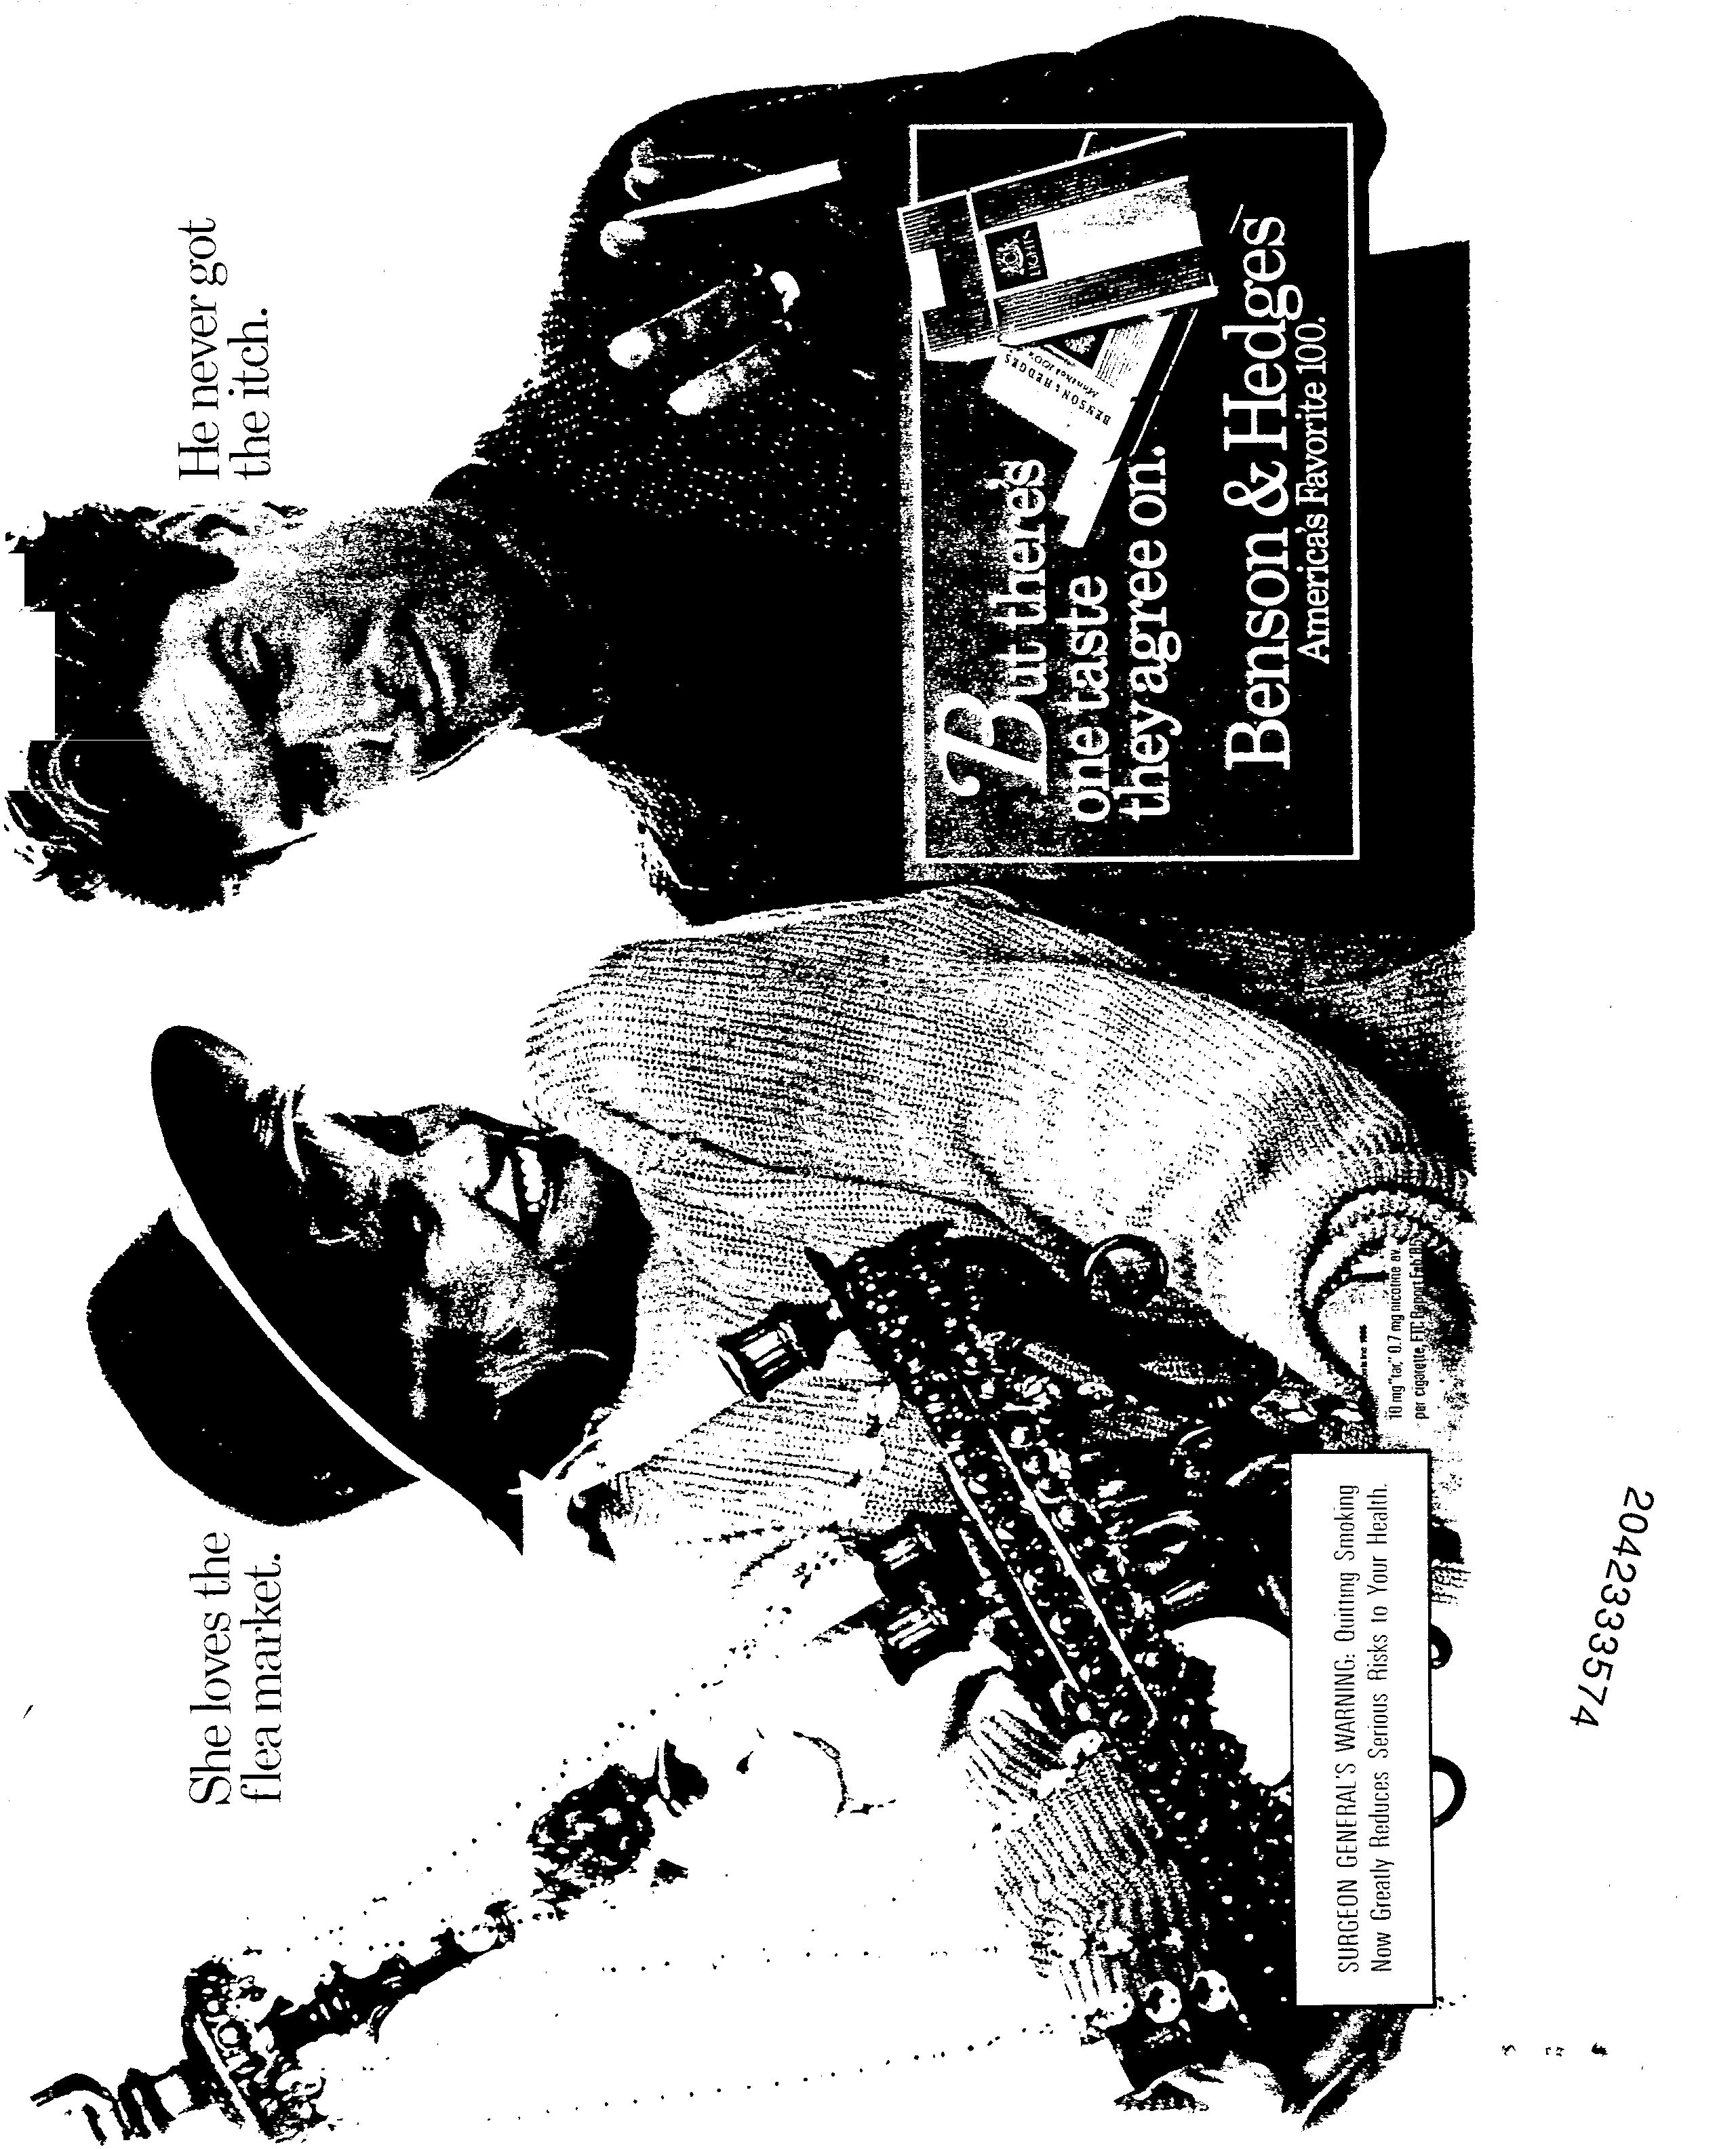 She loves the
flea market.
He never got
the itch.
But there's
one taste
they agree on.
BENSON & HEDGES
LIGHTS
Benson & Hedges
America's Favorite 100.
10 mg "tar," 0.7 mg nicotine av.
per cigarette, FTC Report
SURGEON GENERAL'S WARNING: Quitting Smoking
Now Greatly Reduces Serious Risks to Your Health.
2042333574